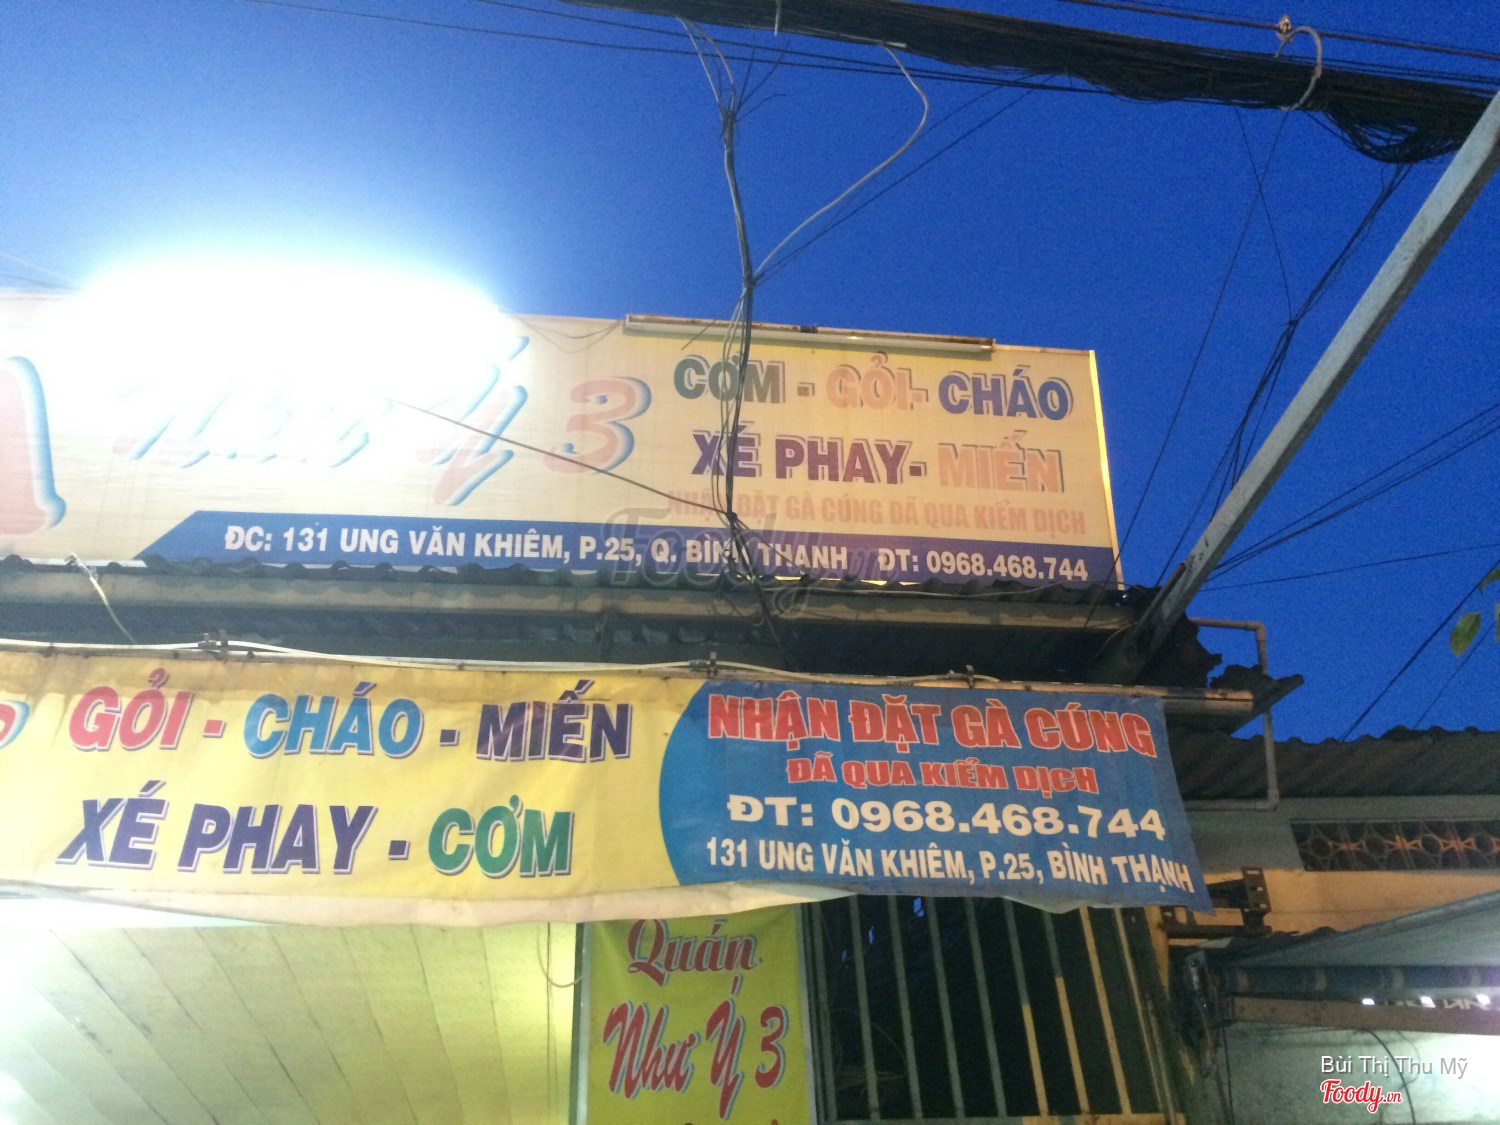 Như Ý 3
CƠM - GỎI - CHÁO
XÉ PHAY - MIẾN
NHẬN ĐẶT GÀ CÚNG ĐÃ QUA KIỂM DỊCH
ĐC: 131 UNG VĂN KHIÊM, P.25, Q. BÌNH THẠNH ĐT: 0968.468.744
GỎI - CHÁO - MIẾN
XÉ PHAY - CƠM
NHẬN ĐẶT GÀ CÚNG
ĐÃ QUA KIỂM DỊCH
ĐT: 0968.468.744
131 UNG VĂN KHIÊM, P.25, BÌNH THẠNH
Quán
Như Ý 3
Foody.vn
Bùi Thị Thu Mỹ
Foody.vn